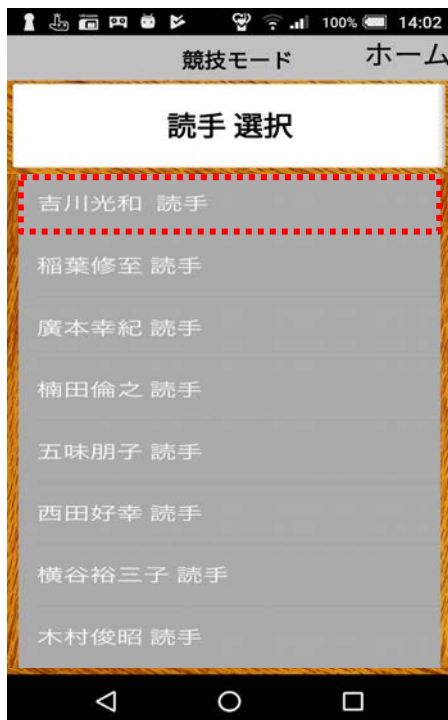 100% 14:02
競技モード ホーム
読手 選択
吉川光和 読手
稲葉修至 読手
廣本幸紀 読手
楠田倫之 読手
五味朋子 読手
西田好幸 読手
横谷裕三子 読手
木村俊昭 読手